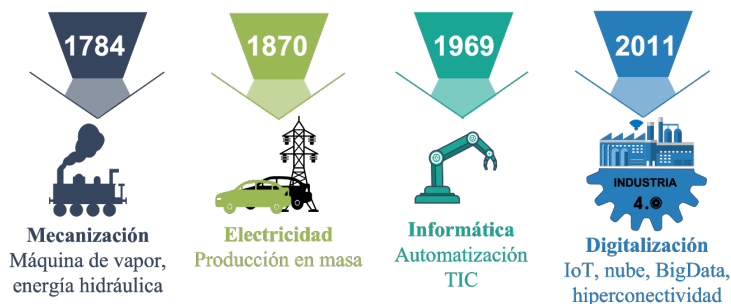 1784
Mecanización
Máquina de vapor,
energía hidráulica
1870
Electricidad
Producción en masa
1969
Informática
Automatización
TIC
2011
INDUSTRIA
4.0
Digitalización
IoT, nube, BigData,
hiperconectividad